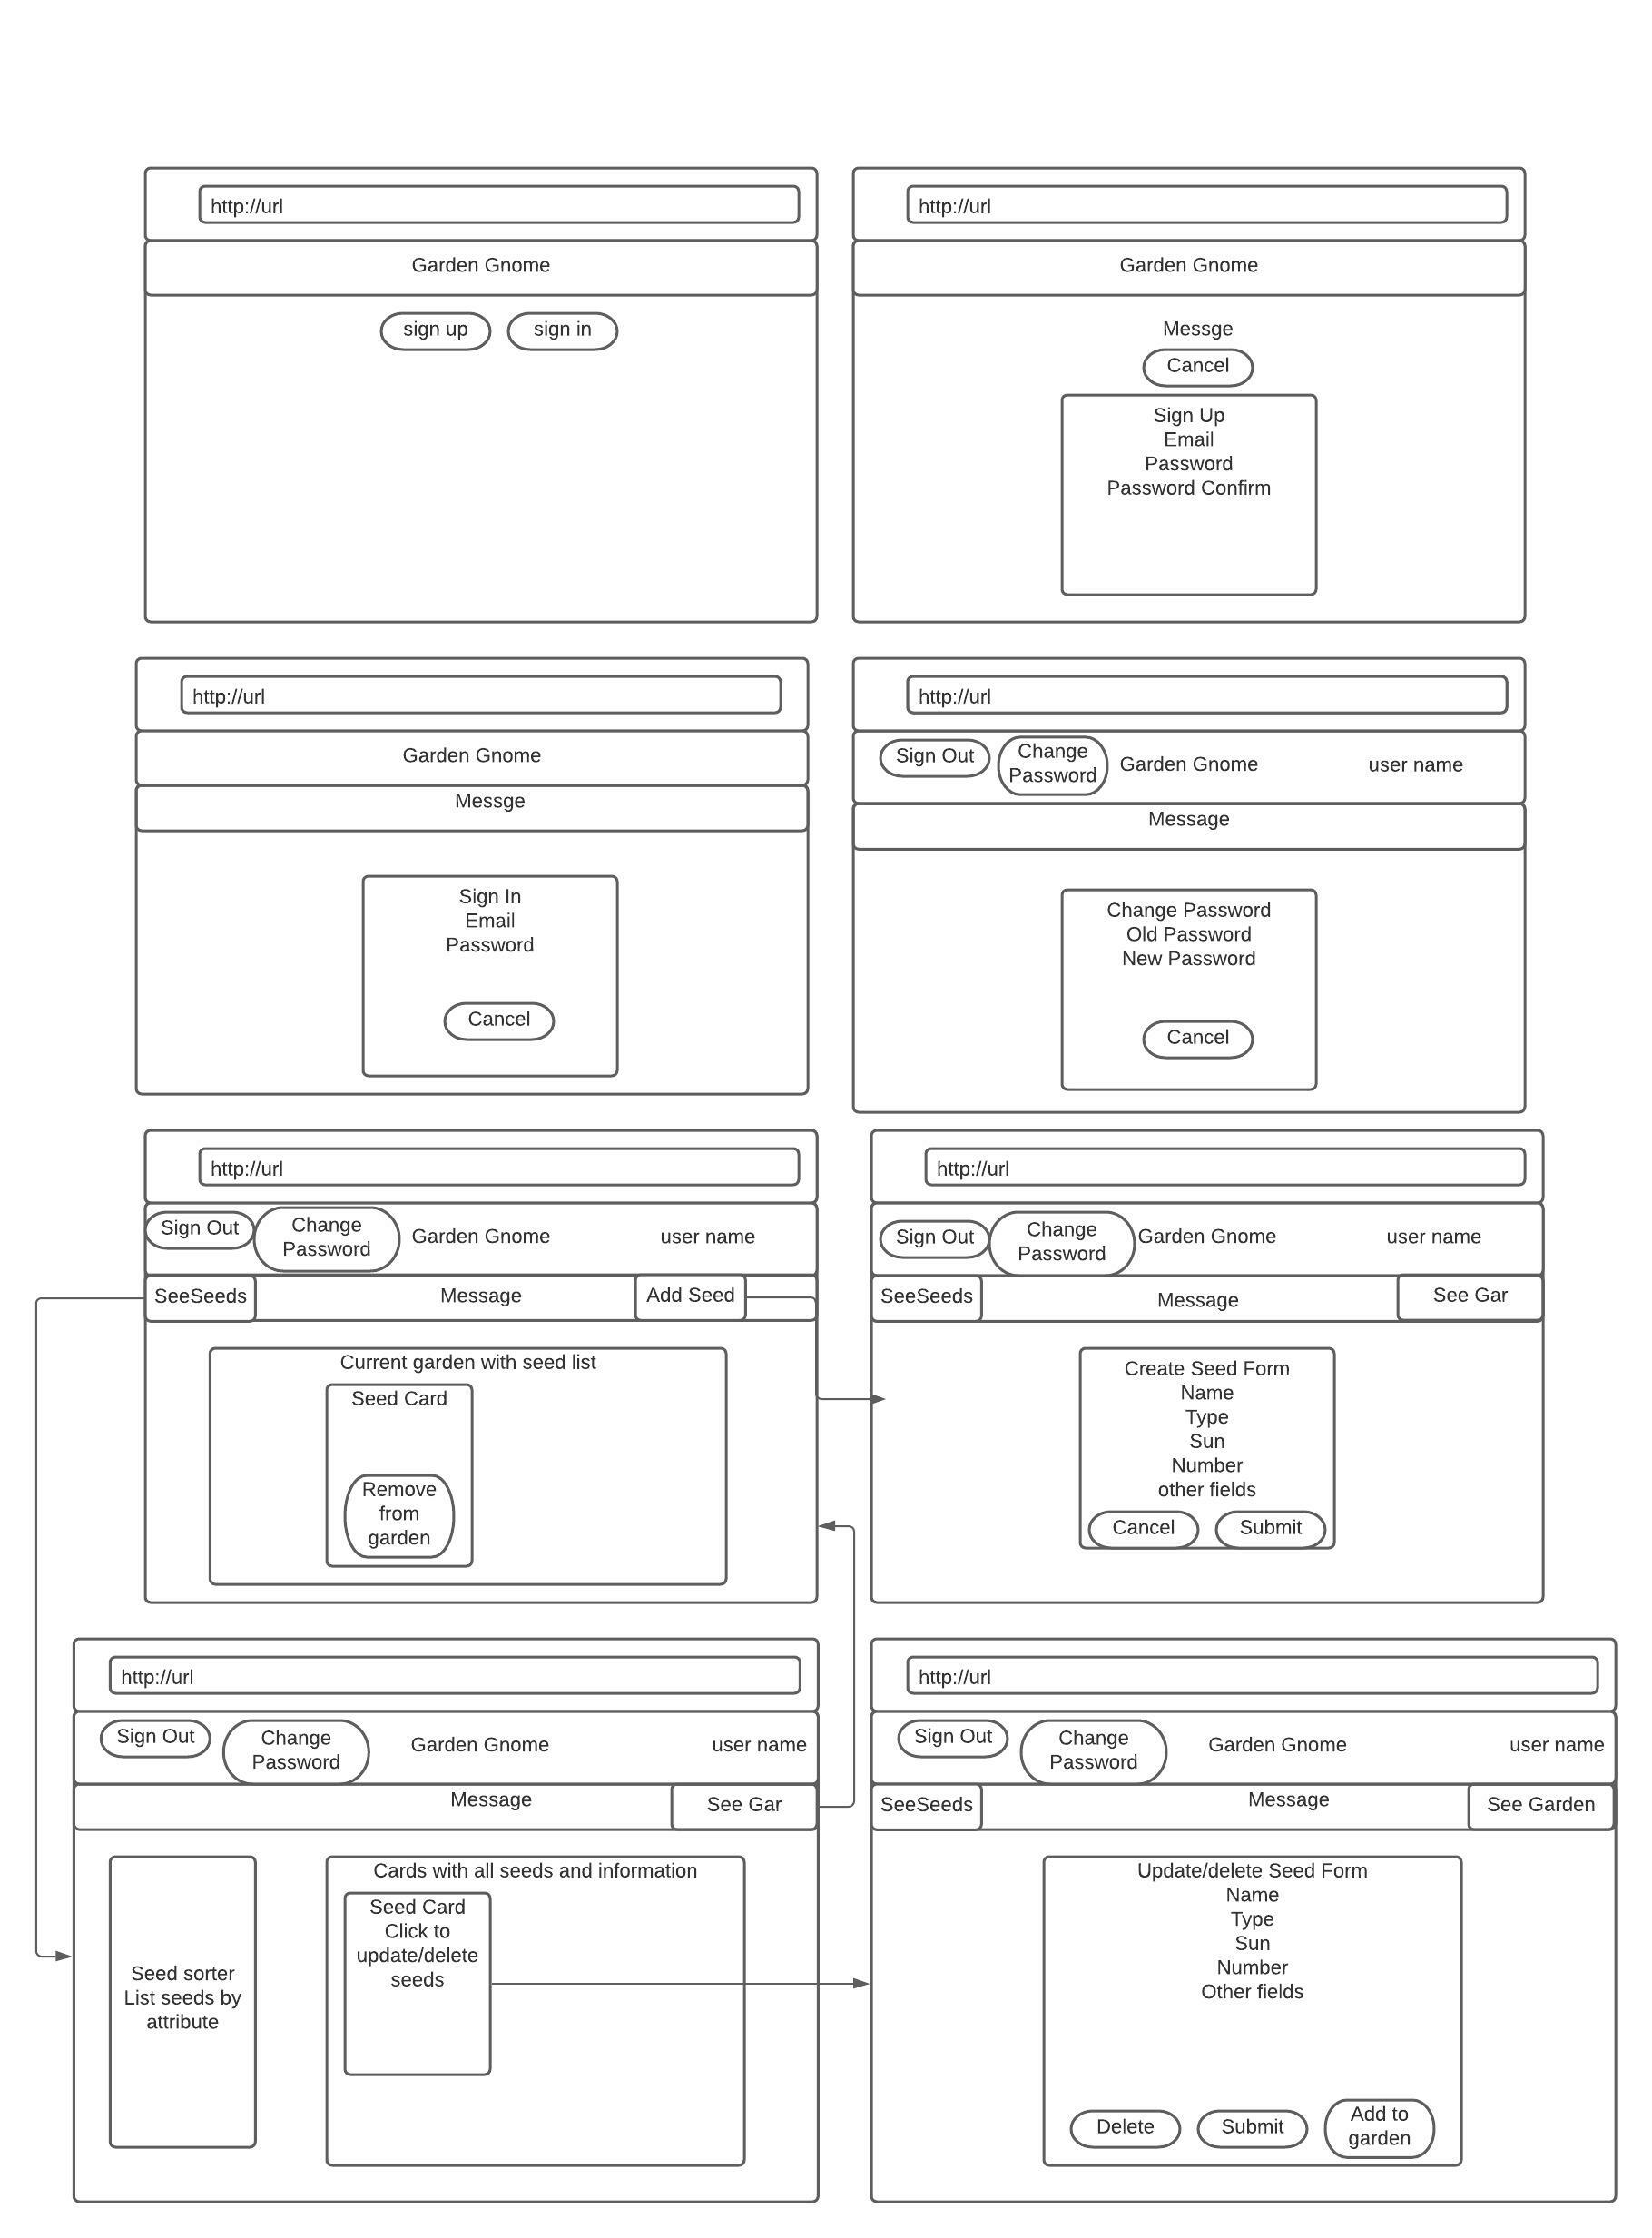 http://url
Garden Gnome
sign up
sign in
http://url
Garden Gnome
Messge
Cancel
Sign Up
Email
Password
Password Confirm
http://url
Garden Gnome
Messge
Sign In
Email
Password
Cancel
http://url
Sign Out
Change
Password
Garden Gnome
user name
Message
Change Password
Old Password
New Password
Cancel
http://url
Sign Out
Change
Password
Garden Gnome
user name
SeeSeeds
Message
Add Seed
Current garden with seed list
Seed Card
Remove
from
garden
http://url
Sign Out
Change
Password
Garden Gnome
user name
SeeSeeds
Message
See Gar
Create Seed Form
Name
Type
Sun
Number
other fields
Cancel
Submit
http://url
Sign Out
Change
Password
Garden Gnome
user name
Message
See Gar
Seed sorter
List seeds by
attribute
Cards with all seeds and information
Seed Card
Click to
update/delete
seeds
http://url
Sign Out
Change
Password
Garden Gnome
user name
SeeSeeds
Message
See Garden
Update/delete Seed Form
Name
Type
Sun
Number
Other fields
Delete
Submit
Add to
garden